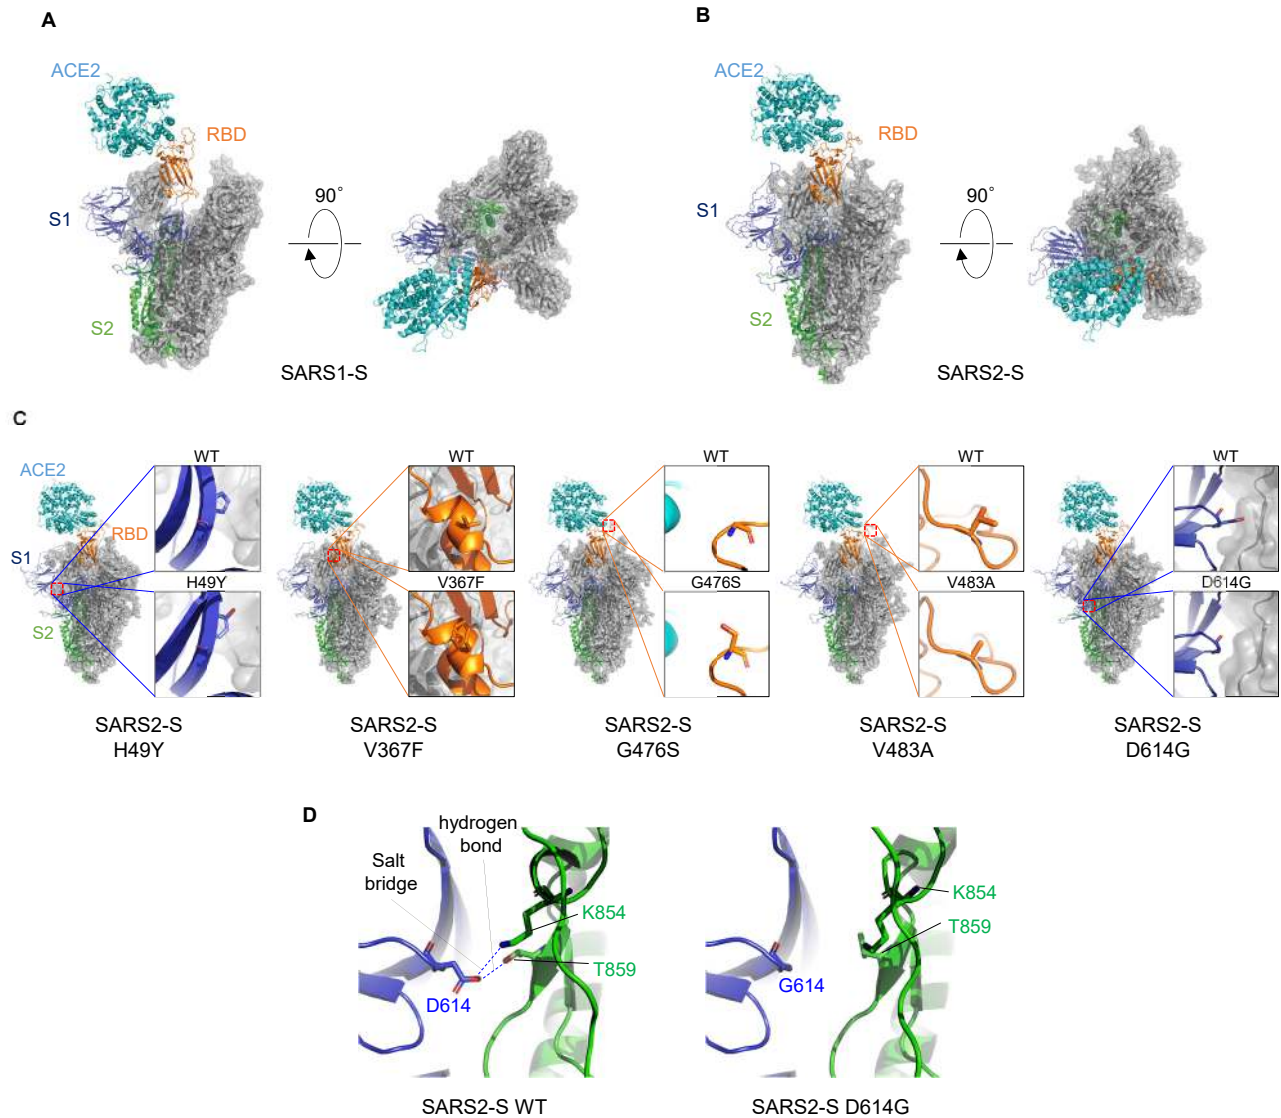 A
ACE2
RBD
S1
S2
90°
SARS1-S
B
ACE2
RBD
S1
S2
90°
SARS2-S
C
ACE2
RBD
S1
S2
WT
H49Y
SARS2-S
H49Y
WT
V367F
SARS2-S
V367F
WT
G476S
SARS2-S
G476S
WT
V483A
SARS2-S
V483A
WT
D614G
SARS2-S
D614G
D
hydrogen
bond
Salt
bridge
K854
T859
D614
SARS2-S WT
K854
T859
G614
SARS2-S D614G